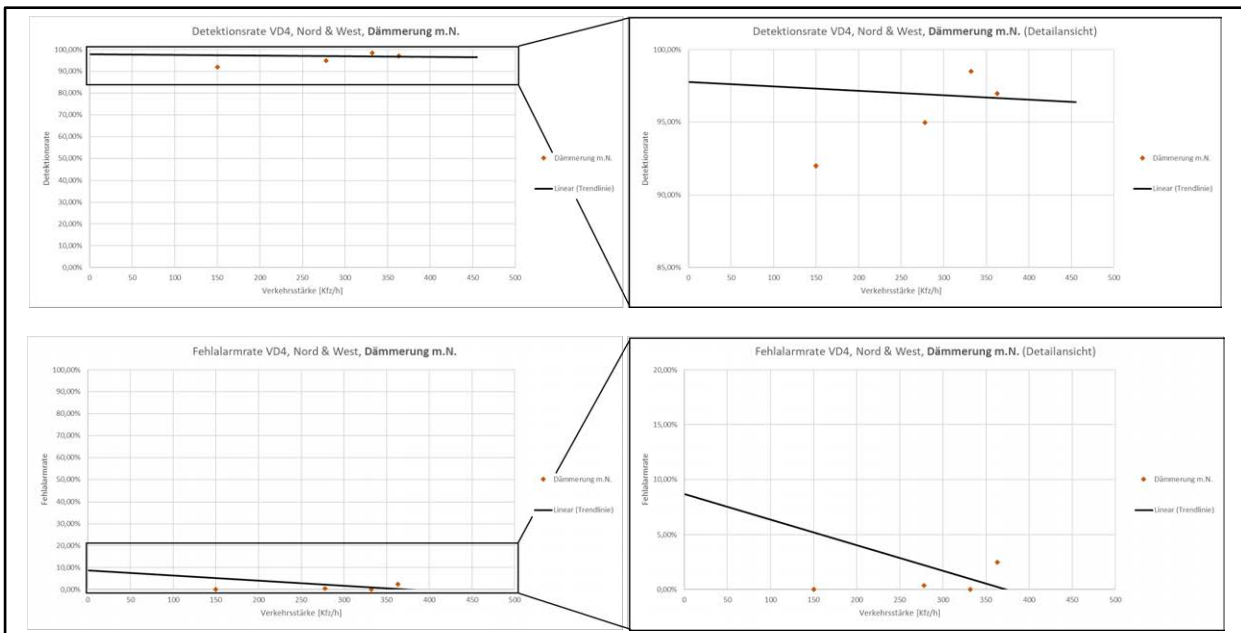 Detektionsrate VD4, Nord & West, Dämmerung m.N.
100,00%
90,00%
80,00%
70,00%
60,00%
50,00%
40,00%
30,00%
20,00%
10,00%
0,00%
Detektionsrate
0 50 100 150 200 250 300 350 400 450 500
Verkehrsstärke [Kfz/h]
Dämmerung m.N.
Linear (Trendlinie)
Detektionsrate VD4, Nord & West, Dämmerung m.N. (Detailansicht)
100,00%
95,00%
90,00%
85,00%
Detektionsrate
0 50 100 150 200 250 300 350 400 450 500
Verkehrsstärke [Kfz/h]
Dämmerung m.N.
Linear (Trendlinie)
Fehlalarmrate VD4, Nord & West, Dämmerung m.N.
100,00%
90,00%
80,00%
70,00%
60,00%
50,00%
40,00%
30,00%
20,00%
10,00%
0,00%
Fehlalarmrate
0 50 100 150 200 250 300 350 400 450 500
Verkehrsstärke [Kfz/h]
Dämmerung m.N.
Linear (Trendlinie)
Fehlalarmrate VD4, Nord & West, Dämmerung m.N. (Detailansicht)
20,00%
15,00%
10,00%
5,00%
0,00%
Fehlalarmrate
0 50 100 150 200 250 300 350 400 450 500
Verkehrsstärke [Kfz/h]
Dämmerung m.N.
Linear (Trendlinie)